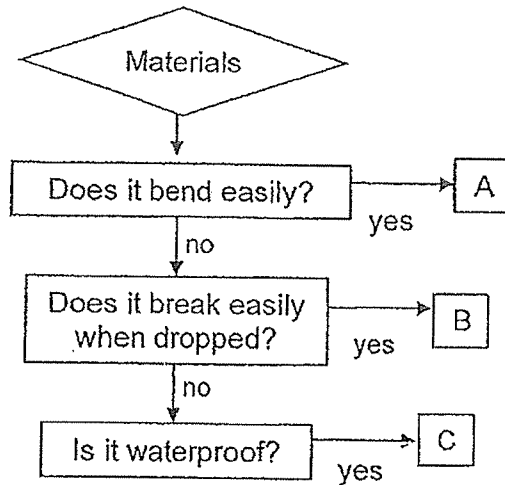 Materials
Does it bend easily?
yes
A
no
Does it break easily
when dropped?
yes
B
no
Is it waterproof?
yes
C